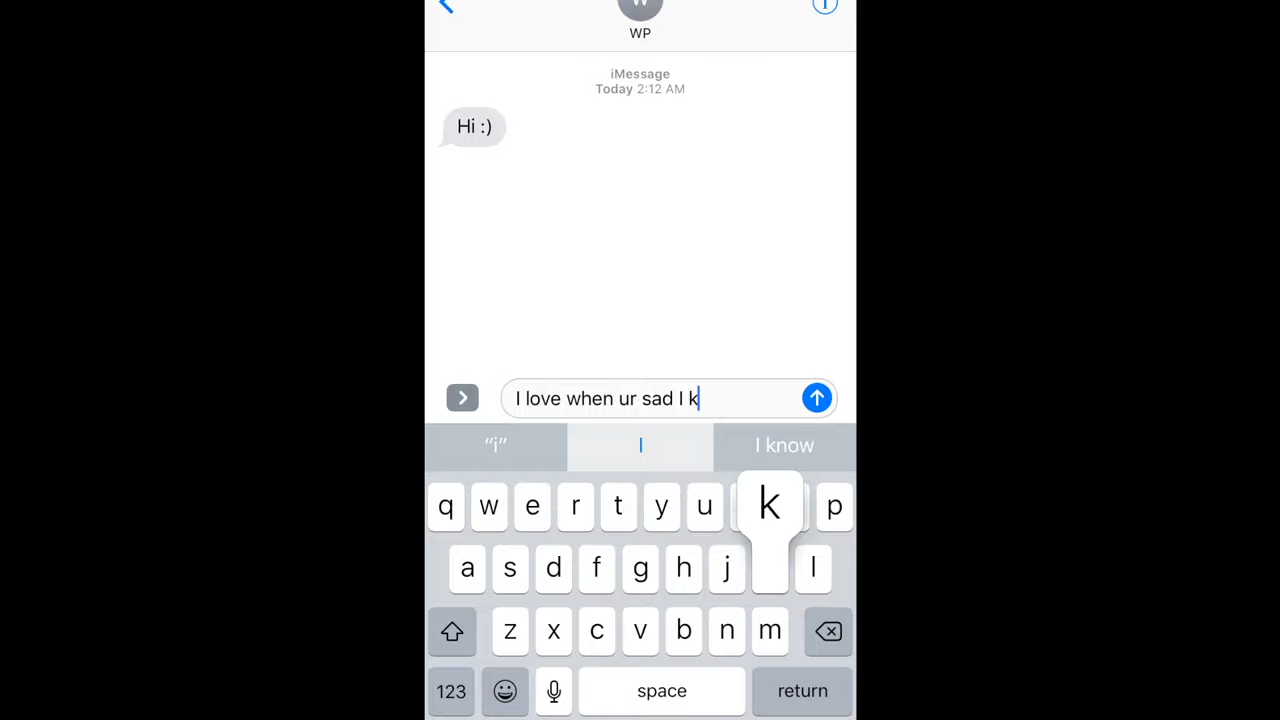 WP
iMessage
Today 2:12 AM
Hi :)
I love when ur sad I k
“i” I I know
q w e r t y u k p
a s d f g h j l
z x c v b n m
123 space return